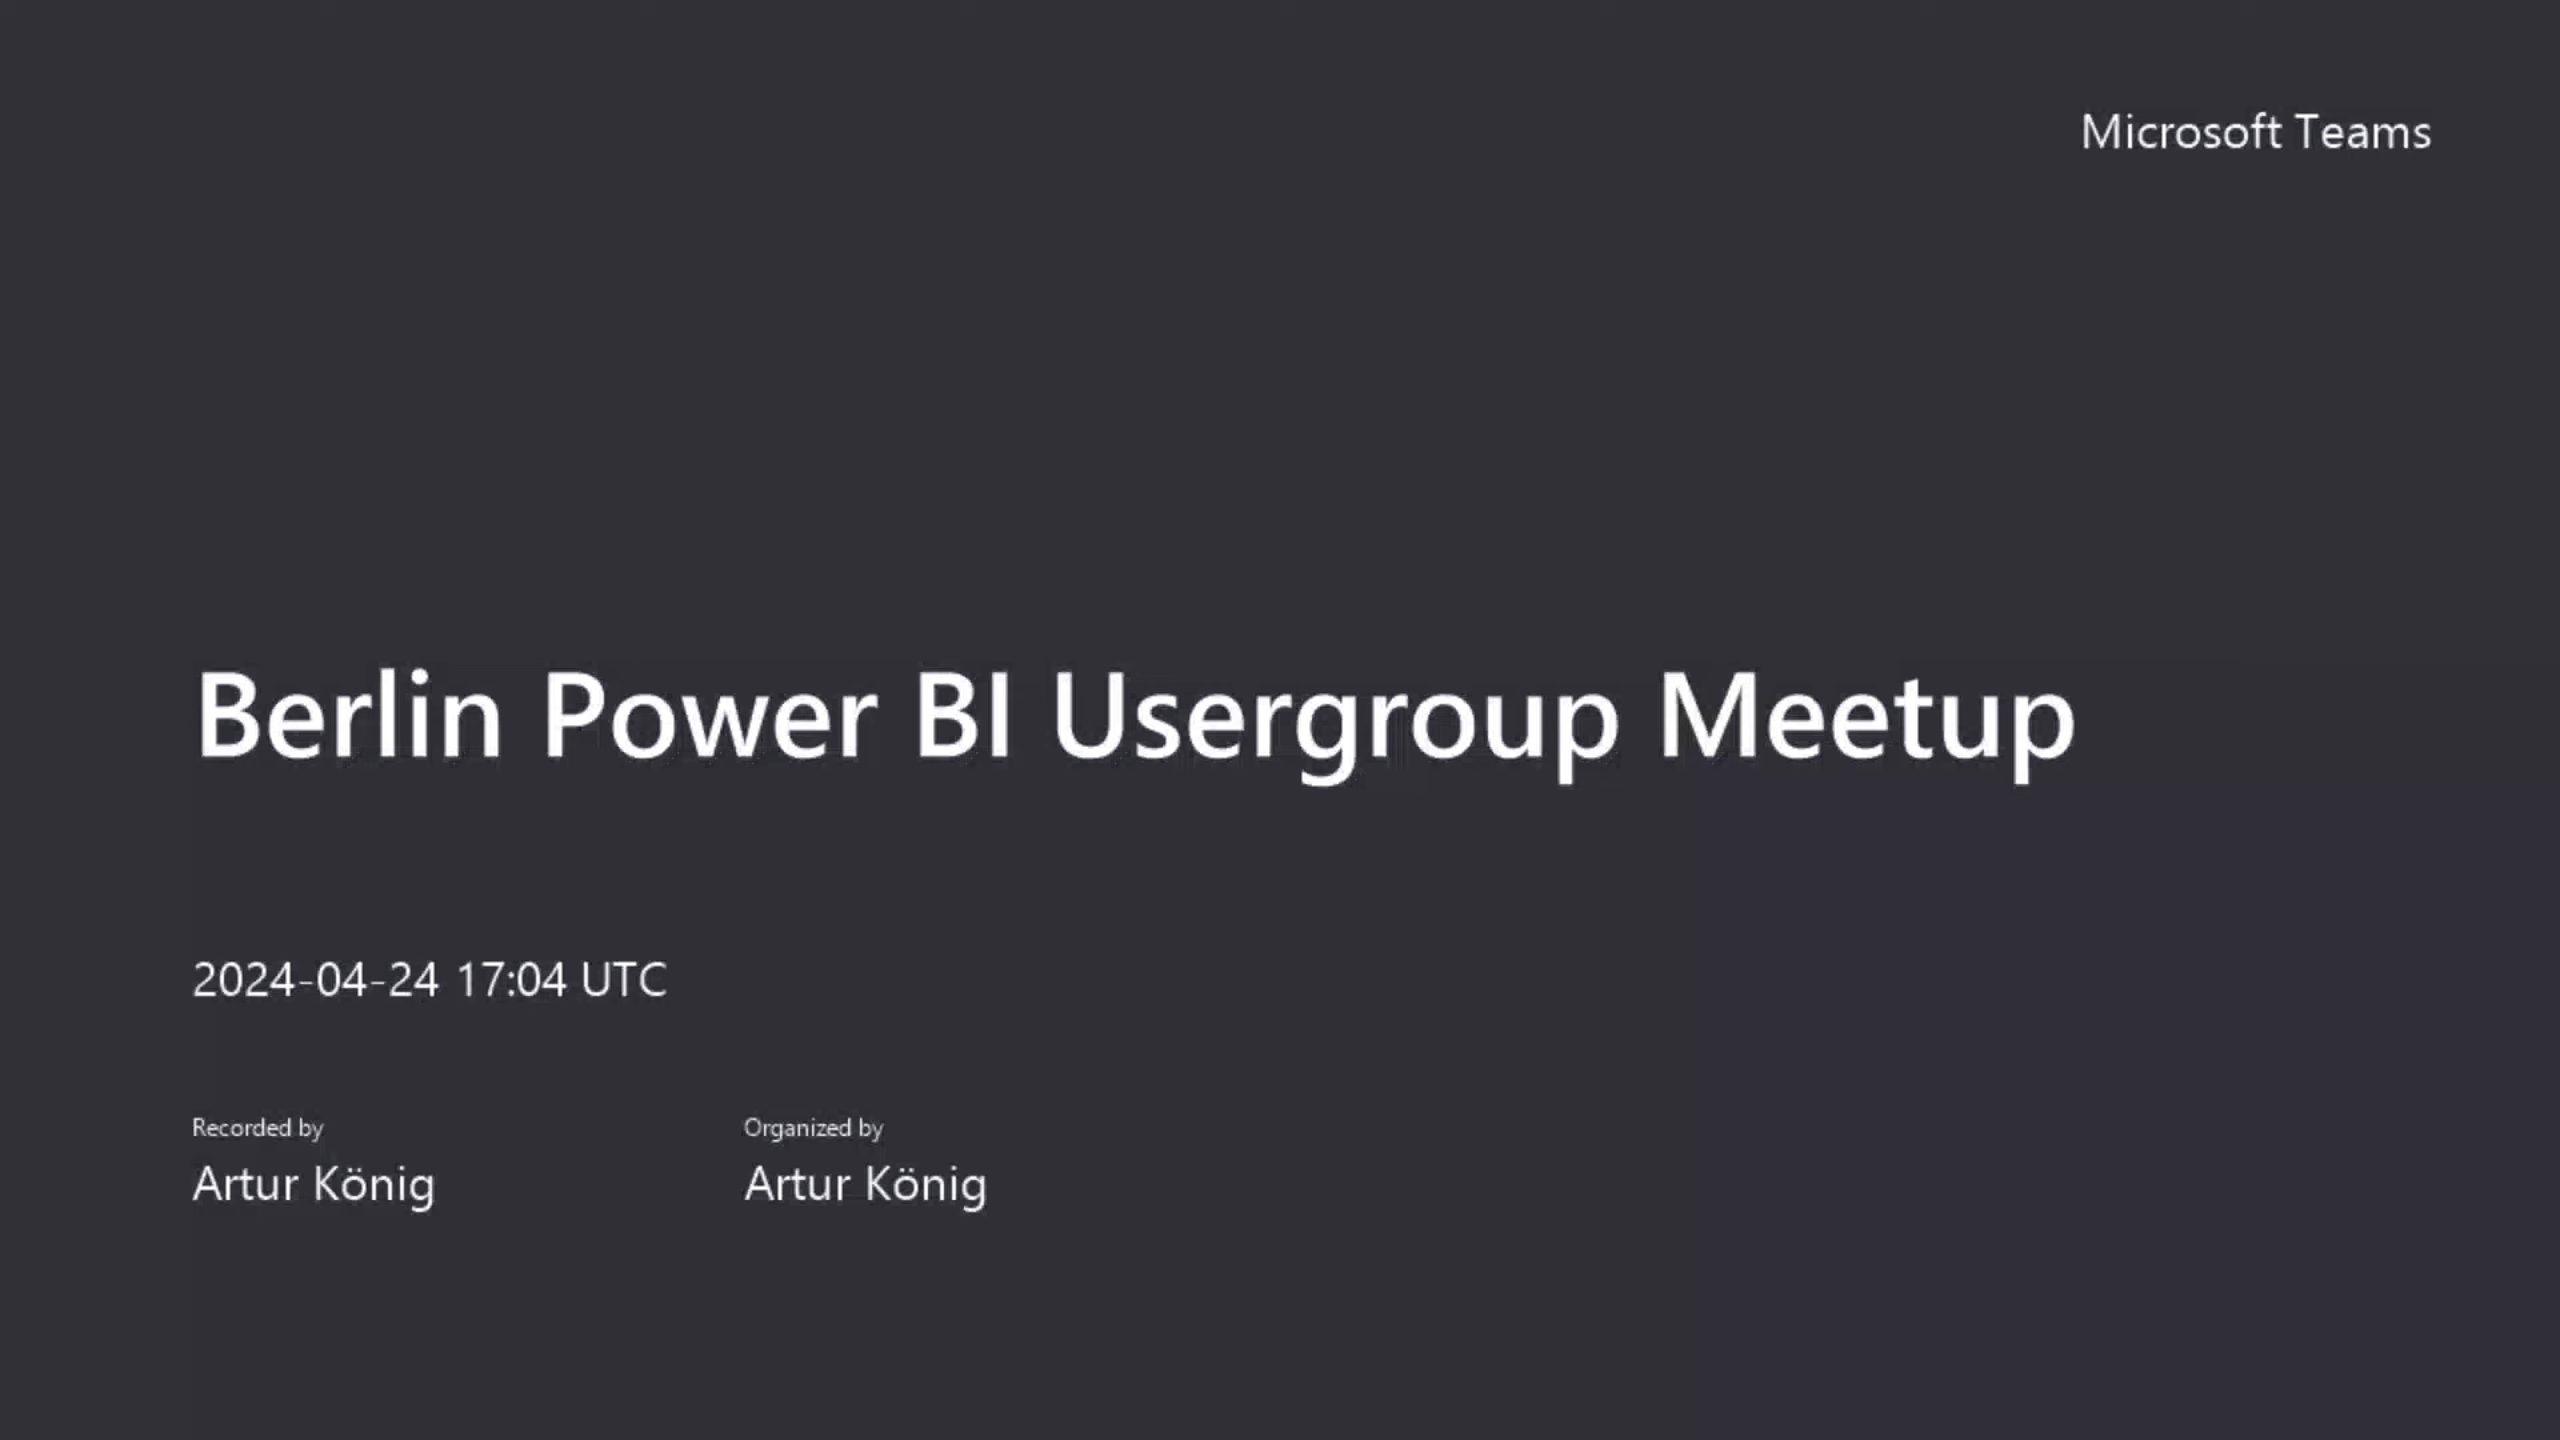 Microsoft Teams
Berlin Power BI Usergroup Meetup
2024-04-24 17:04 UTC
Recorded by
Artur König
Organized by
Artur König